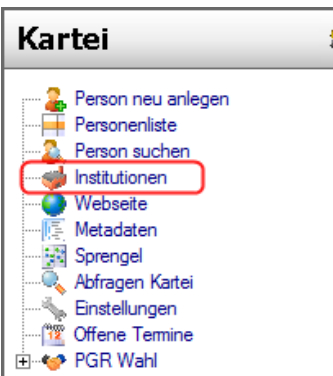 Kartei
Person neu anlegen
Personenliste
Person suchen
Institutionen
Webseite
Metadaten
Sprengel
Abfragen Kartei
Einstellungen
Offene Termine
PGR Wahl